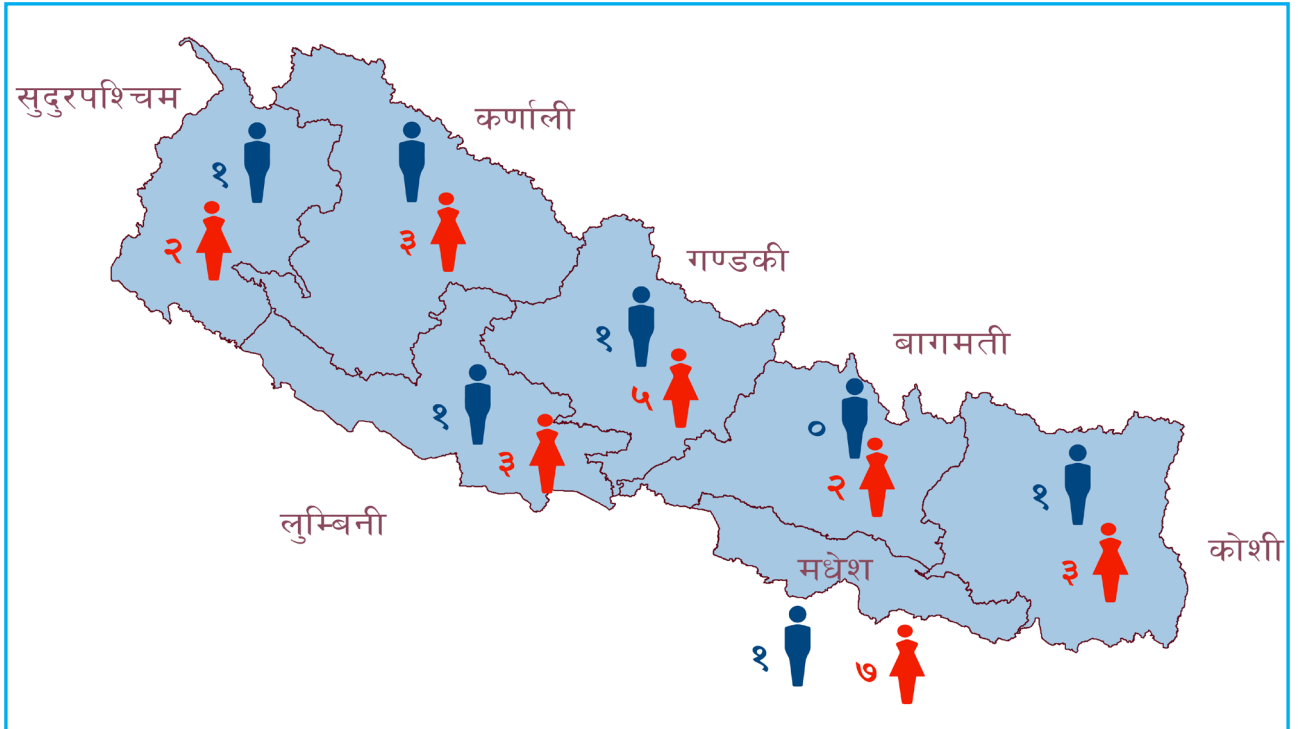 सुदुरपश्चिम
कर्णाली
१
२
३
गण्डकी
१
५
बागमती
१
३
०
२
लुम्बिनी
१
३
कोशी
मधेश
१
७